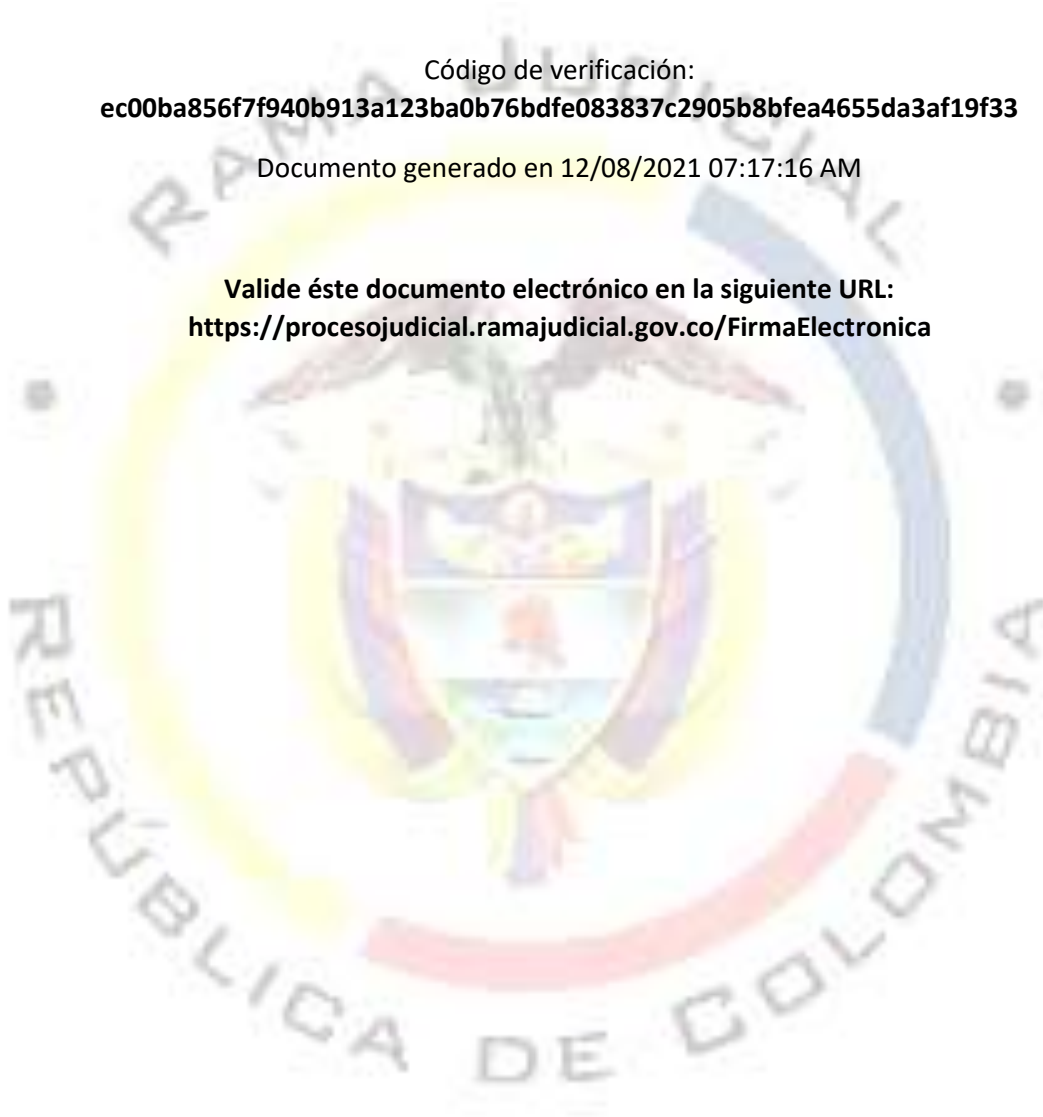 Código de verificación:
ec00ba856f7f940b913a123ba0b76bdfe083837c2905b8bfea4655da3af19f33
Documento generado en 12/08/2021 07:17:16 AM
Valide éste documento electrónico en la siguiente URL:
https://procesojudicial.ramajudicial.gov.co/FirmaElectronica
RAMA JUDICIAL
REPÚBLICA DE COLOMBIA